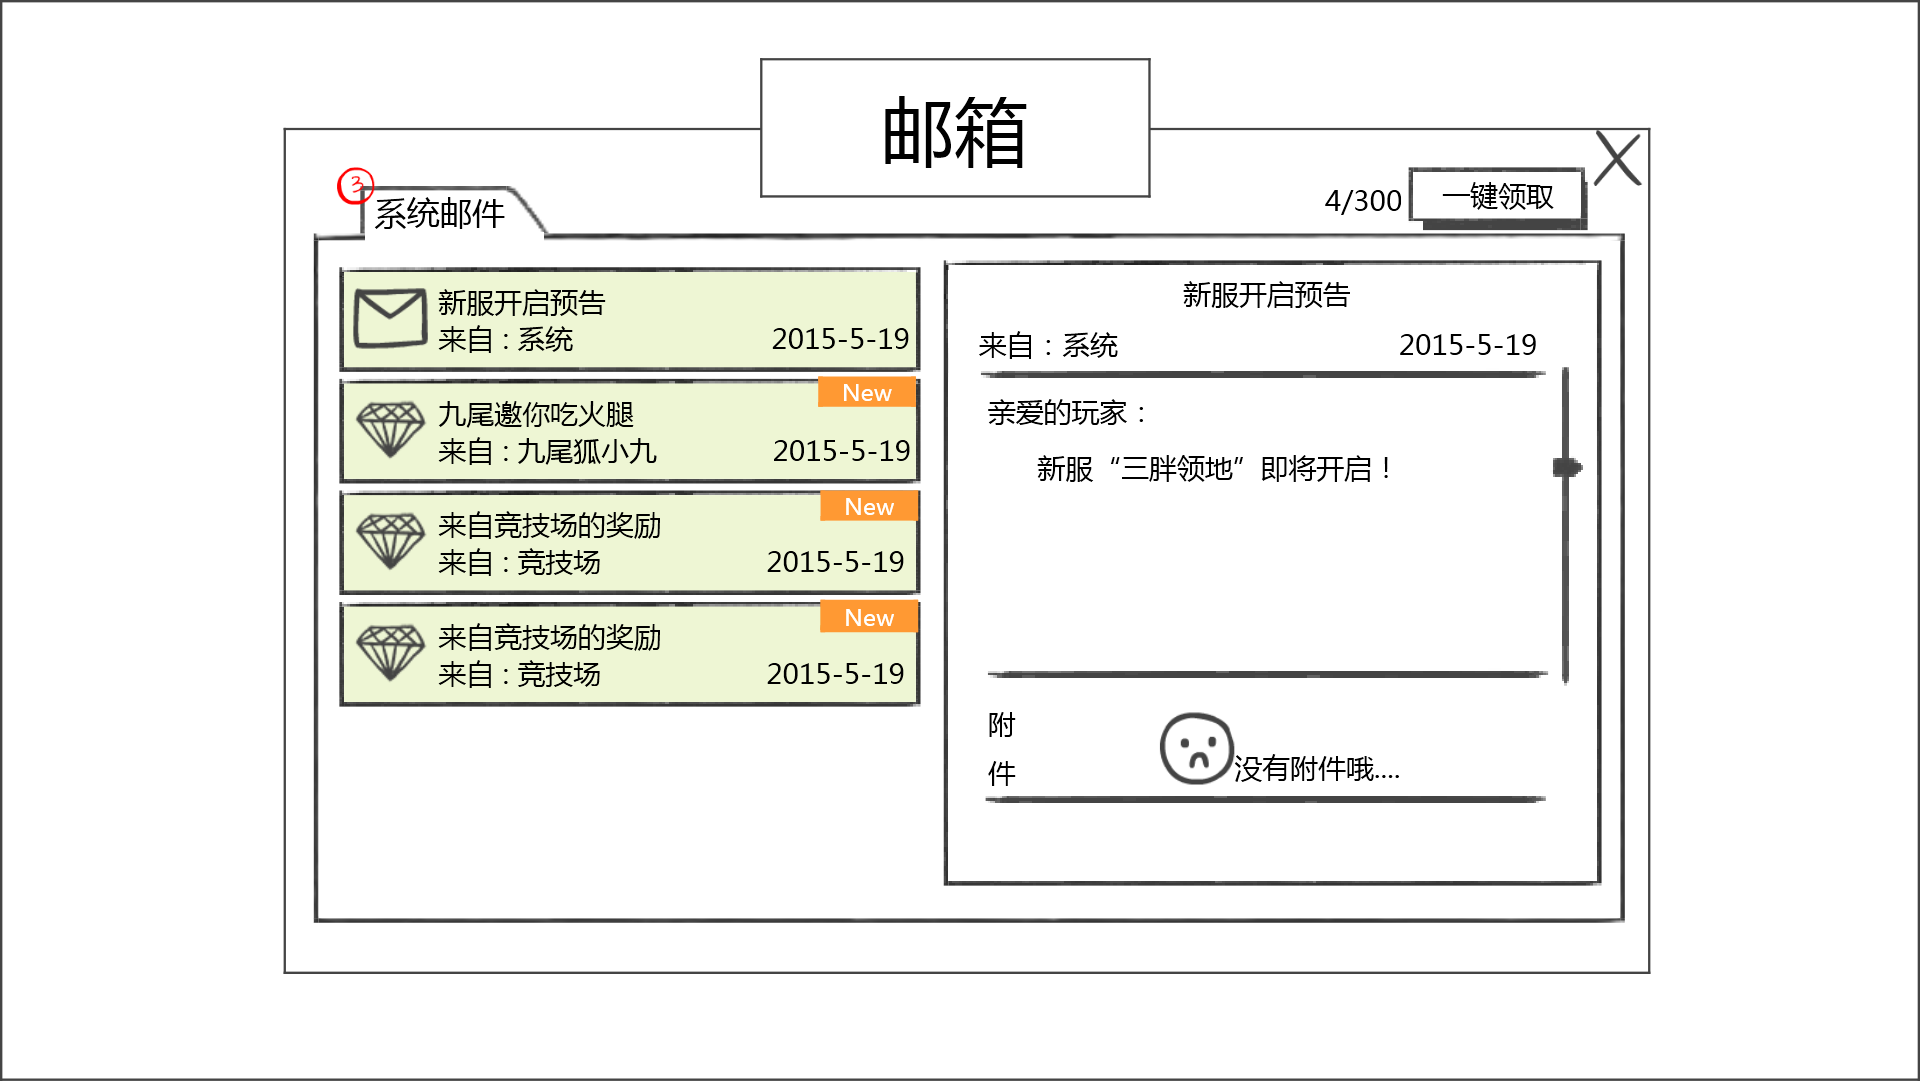 邮箱
3
系统邮件
4/300
一键领取
新服开启预告
来自：系统
2015-5-19
New
九尾邀你吃火腿
来自：九尾狐小九
2015-5-19
New
来自竞技场的奖励
来自：竞技场
2015-5-19
New
来自竞技场的奖励
来自：竞技场
2015-5-19
新服开启预告
来自：系统
2015-5-19
亲爱的玩家：
新服“三胖领地”即将开启！
附
件
没有附件哦....